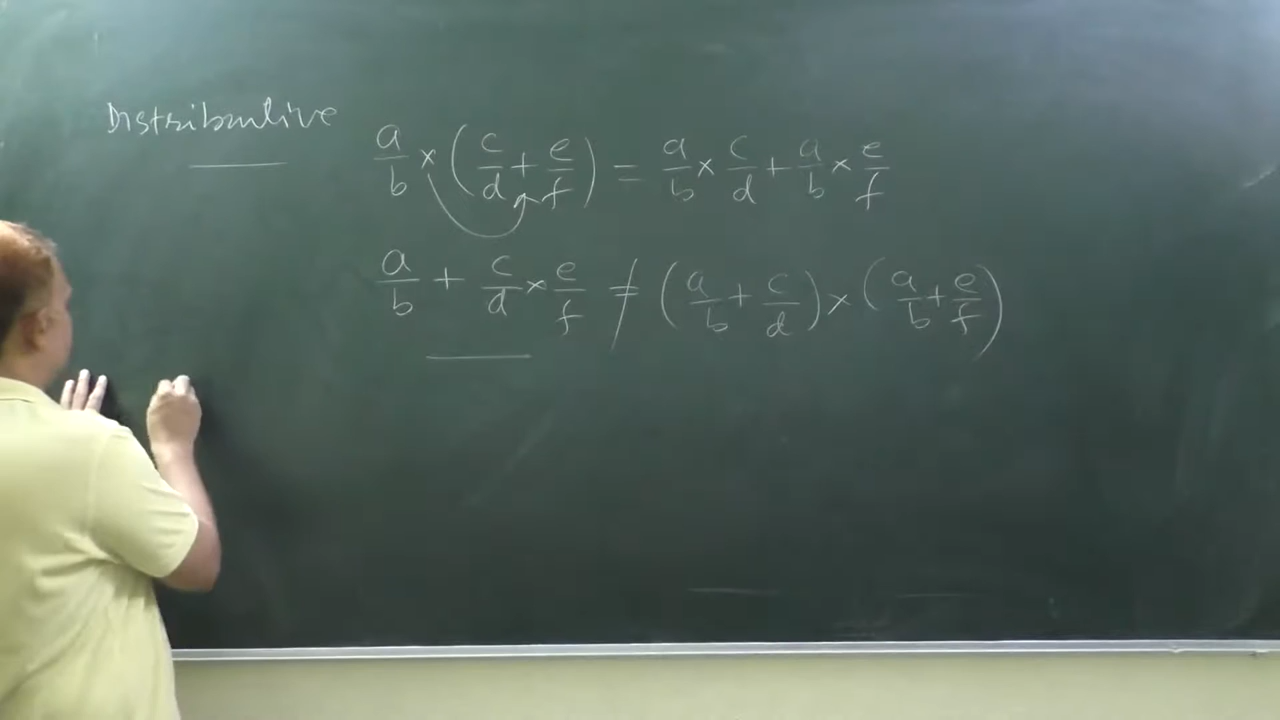 Distributive a/b × (c/d + e/f) = a/b × c/d + a/b × e/f
a/b + c/d × e/f ≠ (a/b + c/d) × (a/b + e/f)